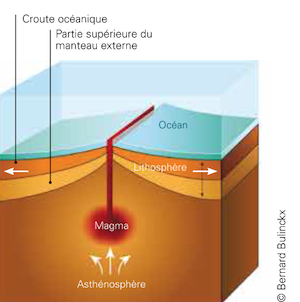 Croute océanique
Partie supérieure du
manteau externe
Océan
Lithosphère
Magma
Asthénosphère
© Bernard Bulinckx